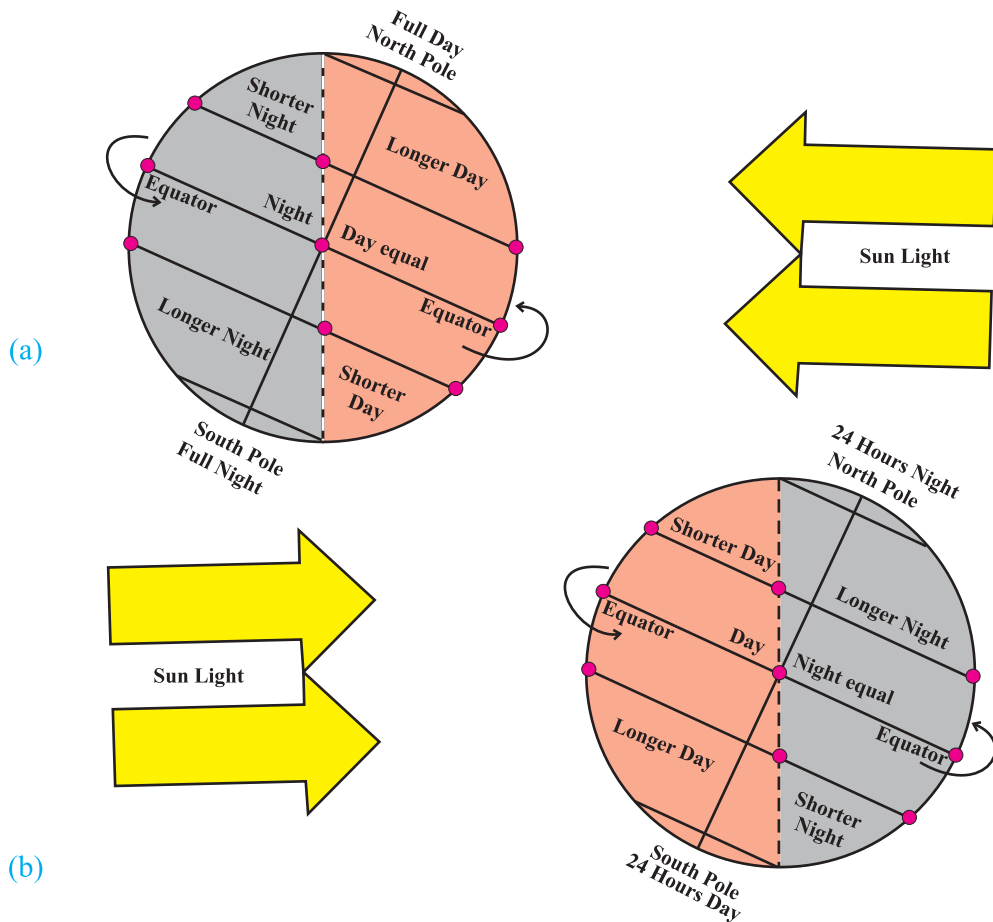 Full Day
North Pole
Shorter
Night
Longer Day
Equator
Night
Day equal
Equator
Sun Light
Longer Night
Shorter
Day
South Pole
Full Night
(a)
24 Hours Night
North Pole
Shorter Day
Longer Night
Equator
Day
Night equal
Equator
Sun Light
Longer Day
Shorter
Night
South Pole
24 Hours Day
(b)